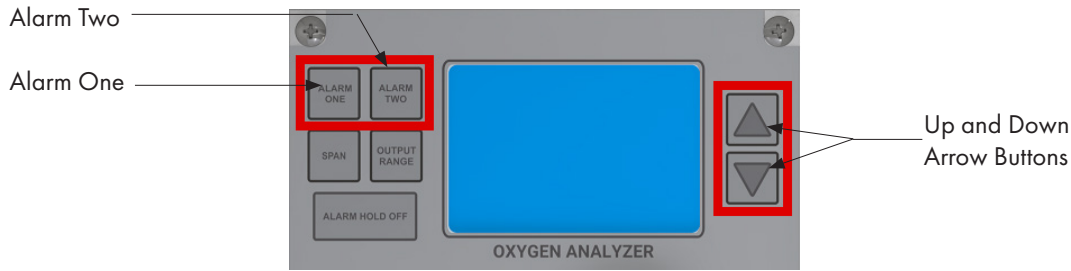 Alarm Two
Alarm One
ALARM
ONE
ALARM
TWO
SPAN
OUTPUT
RANGE
ALARM HOLD OFF
OXYGEN ANALYZER
Up and Down
Arrow Buttons